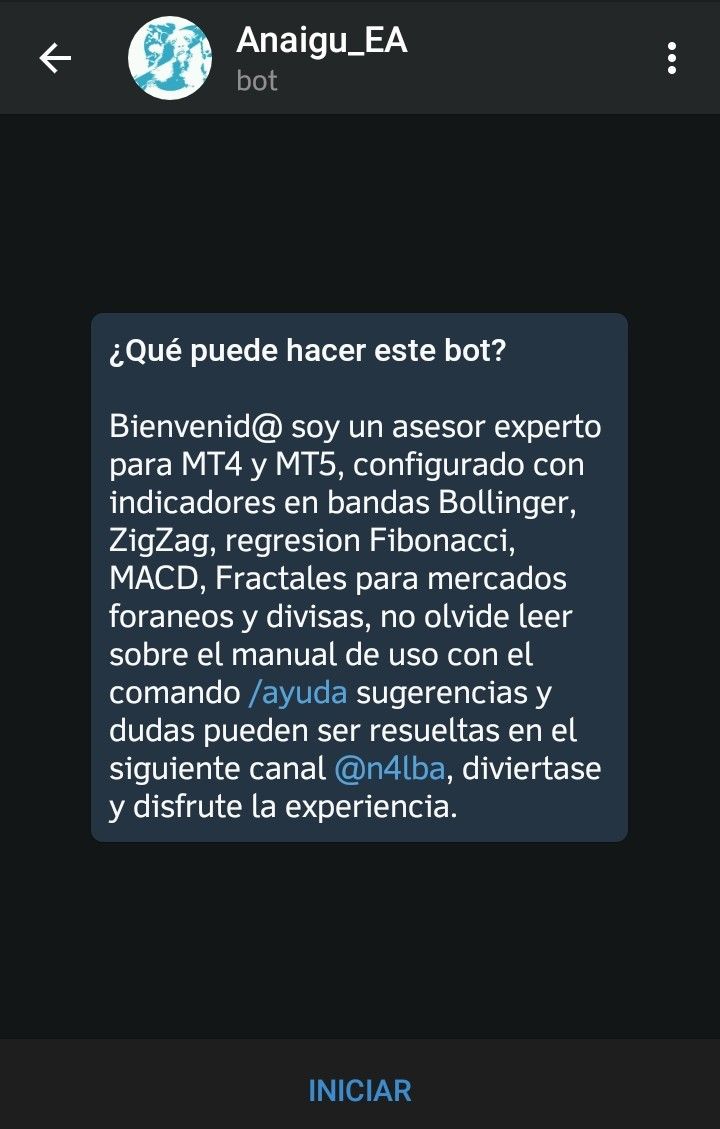 Anaigu_EA
bot
¿Qué puede hacer este bot?
Bienvenid@ soy un asesor experto
para MT4 y MT5, configurado con
indicadores en bandas Bollinger,
ZigZag, regresion Fibonacci,
MACD, Fractales para mercados
foraneos y divisas, no olvide leer
sobre el manual de uso con el
comando /ayuda sugerencias y
dudas pueden ser resueltas en el
siguiente canal @n4lba, diviertase
y disfrute la experiencia.
INICIAR